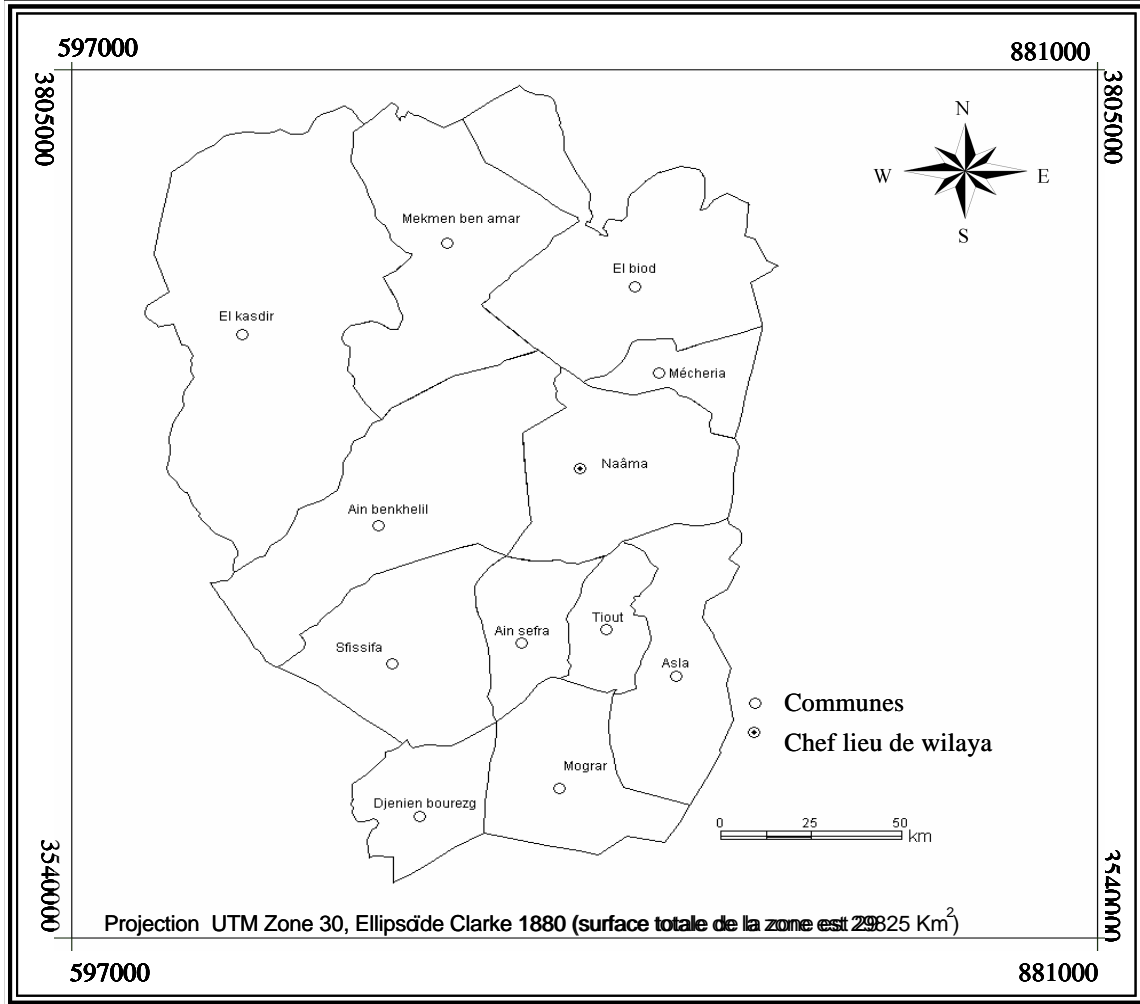 597000
881000
3805000
3805000
N
W
E
S
Mekmen ben amar
El biod
El kasdir
Mécheria
Naâma
Ain benkhelil
Tiout
Ain sefra
Sfissifa
Asla
Communes
Chef lieu de wilaya
Mograr
Djenien bourezg
0 25 50
km
3540000
3540000
Projection UTM Zone 30, Ellipsoïde Clarke 1880 (surface totale de la zone est 29825 Km²)
597000
881000